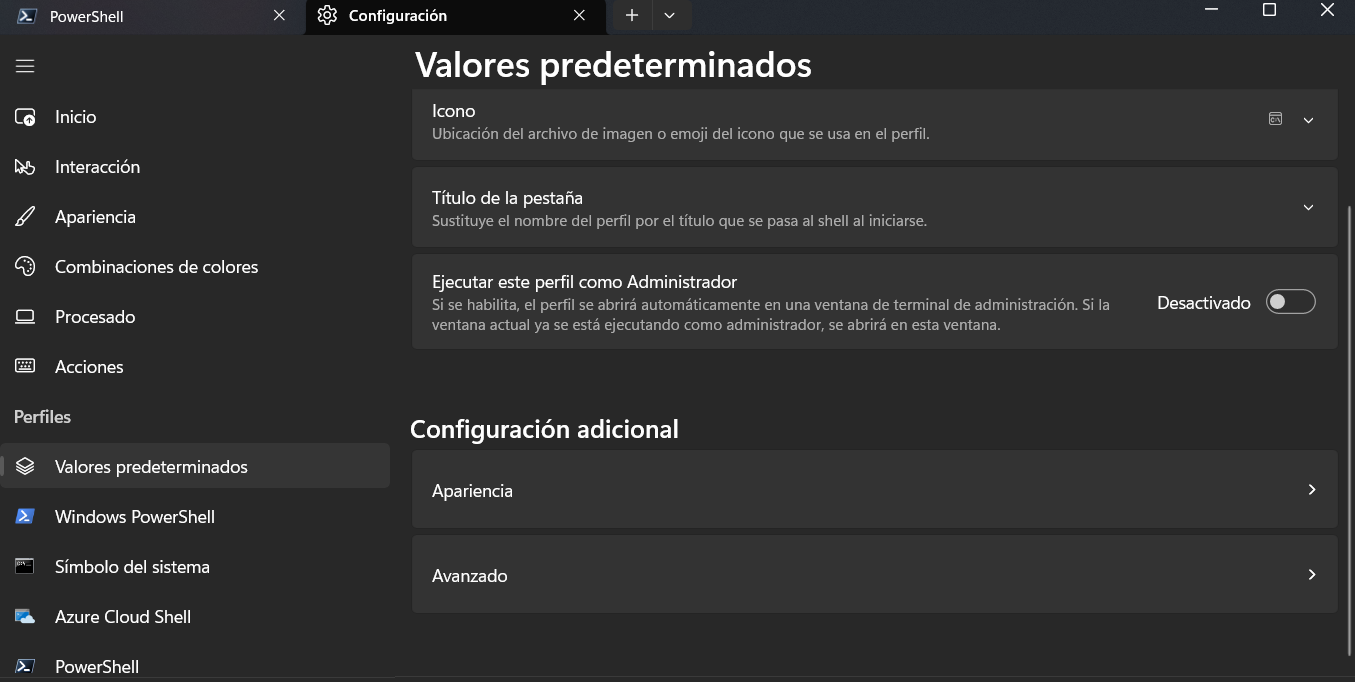 PowerShell
Configuración
Inicio
Interacción
Apariencia
Combinaciones de colores
Procesado
Acciones
Perfiles
Valores predeterminados
Windows PowerShell
Símbolo del sistema
Azure Cloud Shell
PowerShell
Valores predeterminados
Icono
Ubicación del archivo de imagen o emoji del icono que se usa en el perfil.
Título de la pestaña
Sustituye el nombre del perfil por el título que se pasa al shell al iniciarse.
Ejecutar este perfil como Administrador
Si se habilita, el perfil se abrirá automáticamente en una ventana de terminal de administración. Si la
ventana actual ya se está ejecutando como administrador, se abrirá en esta ventana.
Desactivado
Configuración adicional
Apariencia
Avanzado